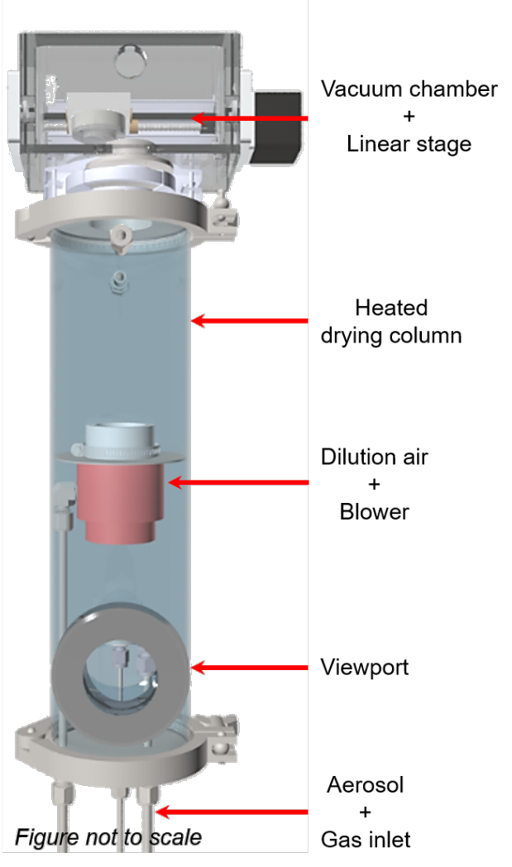 Vacuum chamber
+
Linear stage
Heated
drying column
Dilution air
+
Blower
Viewport
Aerosol
+
Gas inlet
Figure not to scale